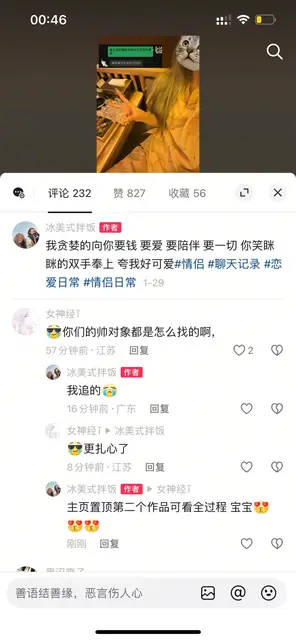 00:46
评论 232
赞 827
收藏 56
冰美式拌饭 作者
我贪婪的向你要钱 要爱 要陪伴 要一切 你笑眯
眯的双手奉上 夸我好可爱#情侣 #聊天记录 #恋
爱日常 #情侣日常 1-29
女神经
😎你们的帅对象都是怎么找的啊,
57分钟前 · 江苏 回复
2
冰美式拌饭 作者
我追的😭
16分钟前 · 广东 回复
女神经 ▶ 冰美式拌饭
😭更扎心了
8分钟前 · 江苏 回复
冰美式拌饭 作者 ▶ 女神经
主页置顶第二个作品可看全过程 宝宝😍
😍😍
刚刚 回复
善语结善缘，恶言伤人心